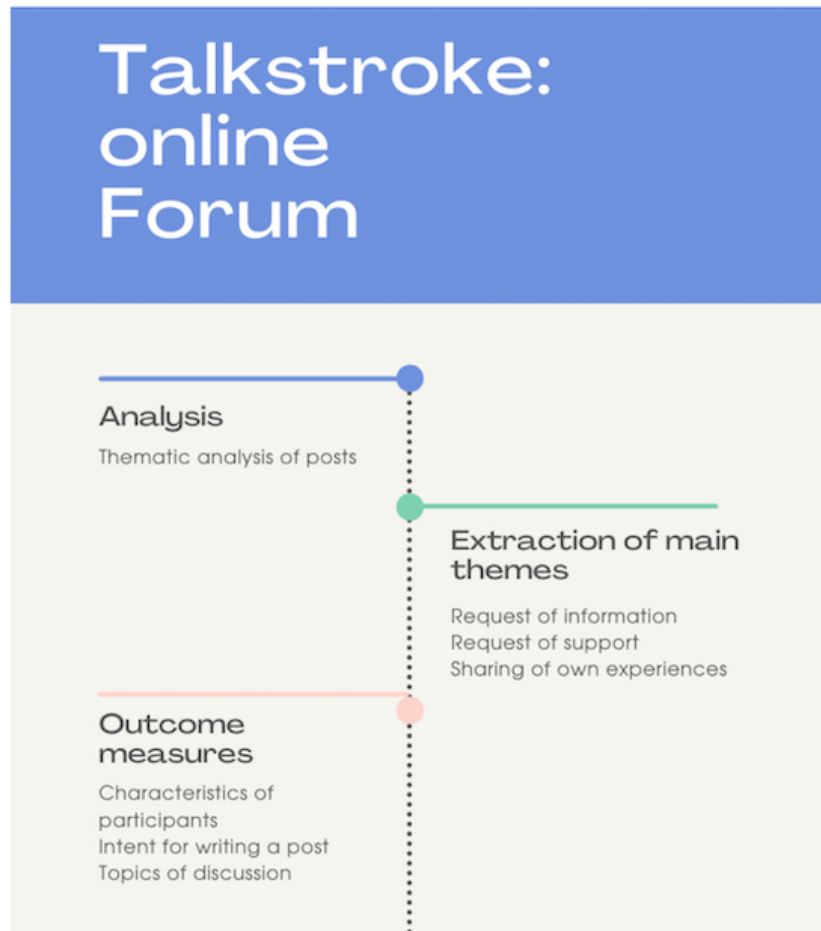 Talkstroke:
online
Forum
Analysis
Thematic analysis of posts
Extraction of main
themes
Request of information
Request of support
Sharing of own experiences
Outcome
measures
Characteristics of
participants
Intent for writing a post
Topics of discussion